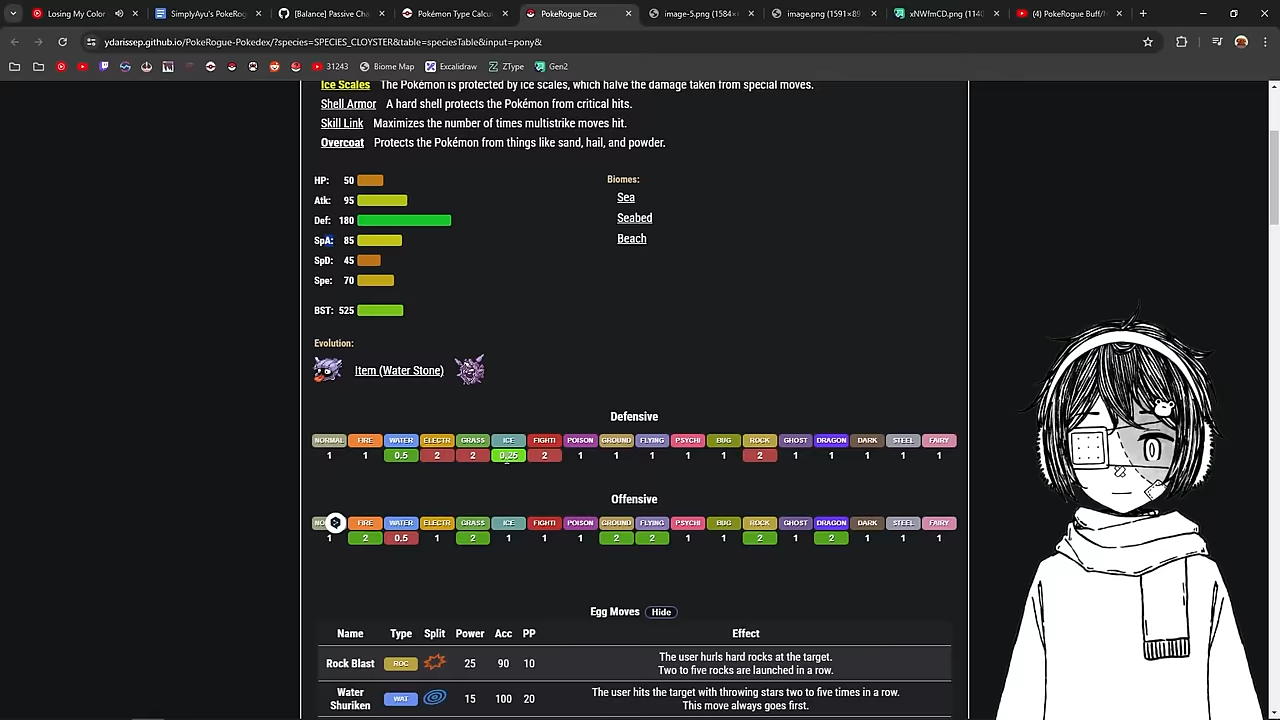 Losing My Color
SimplyAyu's PokeRog
[Balance] Passive Cha
Pokémon Type Calcu
PokeRogue Dex
image-5.png (1584×
image.png (1591×8
xNWfmCD.png (1140
(4) PokeRogue Buff/
ydarissep.github.io/PokeRogue-Pokedex/?species=SPECIES_CLOYSTER&table=speciesTable&input=pony&
31243
Biome Map
Excalidraw
ZType
Gen2
Ice Scales The Pokémon is protected by ice scales, which halve the damage taken from special moves.
Shell Armor A hard shell protects the Pokémon from critical hits.
Skill Link Maximizes the number of times multistrike moves hit.
Overcoat Protects the Pokémon from things like sand, hail, and powder.
HP: 50
Atk: 95
Def: 180
SpA: 85
SpD: 45
Spe: 70
BST: 525
Biomes:
Sea
Seabed
Beach
Evolution:
Item (Water Stone)
Defensive
NORMAL FIRE WATER ELECTR GRASS ICE FIGHTI POISON GROUND FLYING PSYCHI BUG ROCK GHOST DRAGON DARK STEEL FAIRY
1 1 0.5 2 2 0.25 2 1 1 1 1 1 2 1 1 1 1 1
Offensive
NO FIRE WATER ELECTR GRASS ICE FIGHTI POISON GROUND FLYING PSYCHI BUG ROCK GHOST DRAGON DARK STEEL FAIRY
1 2 0.5 1 2 1 1 1 2 2 1 1 2 1 2 1 1 1
Egg Moves Hide
Name Type Split Power Acc PP Effect
Rock Blast ROC 25 90 10 The user hurls hard rocks at the target.
Two to five rocks are launched in a row.
Water Shuriken WAT 15 100 20 The user hits the target with throwing stars two to five times in a row.
This move always goes first.